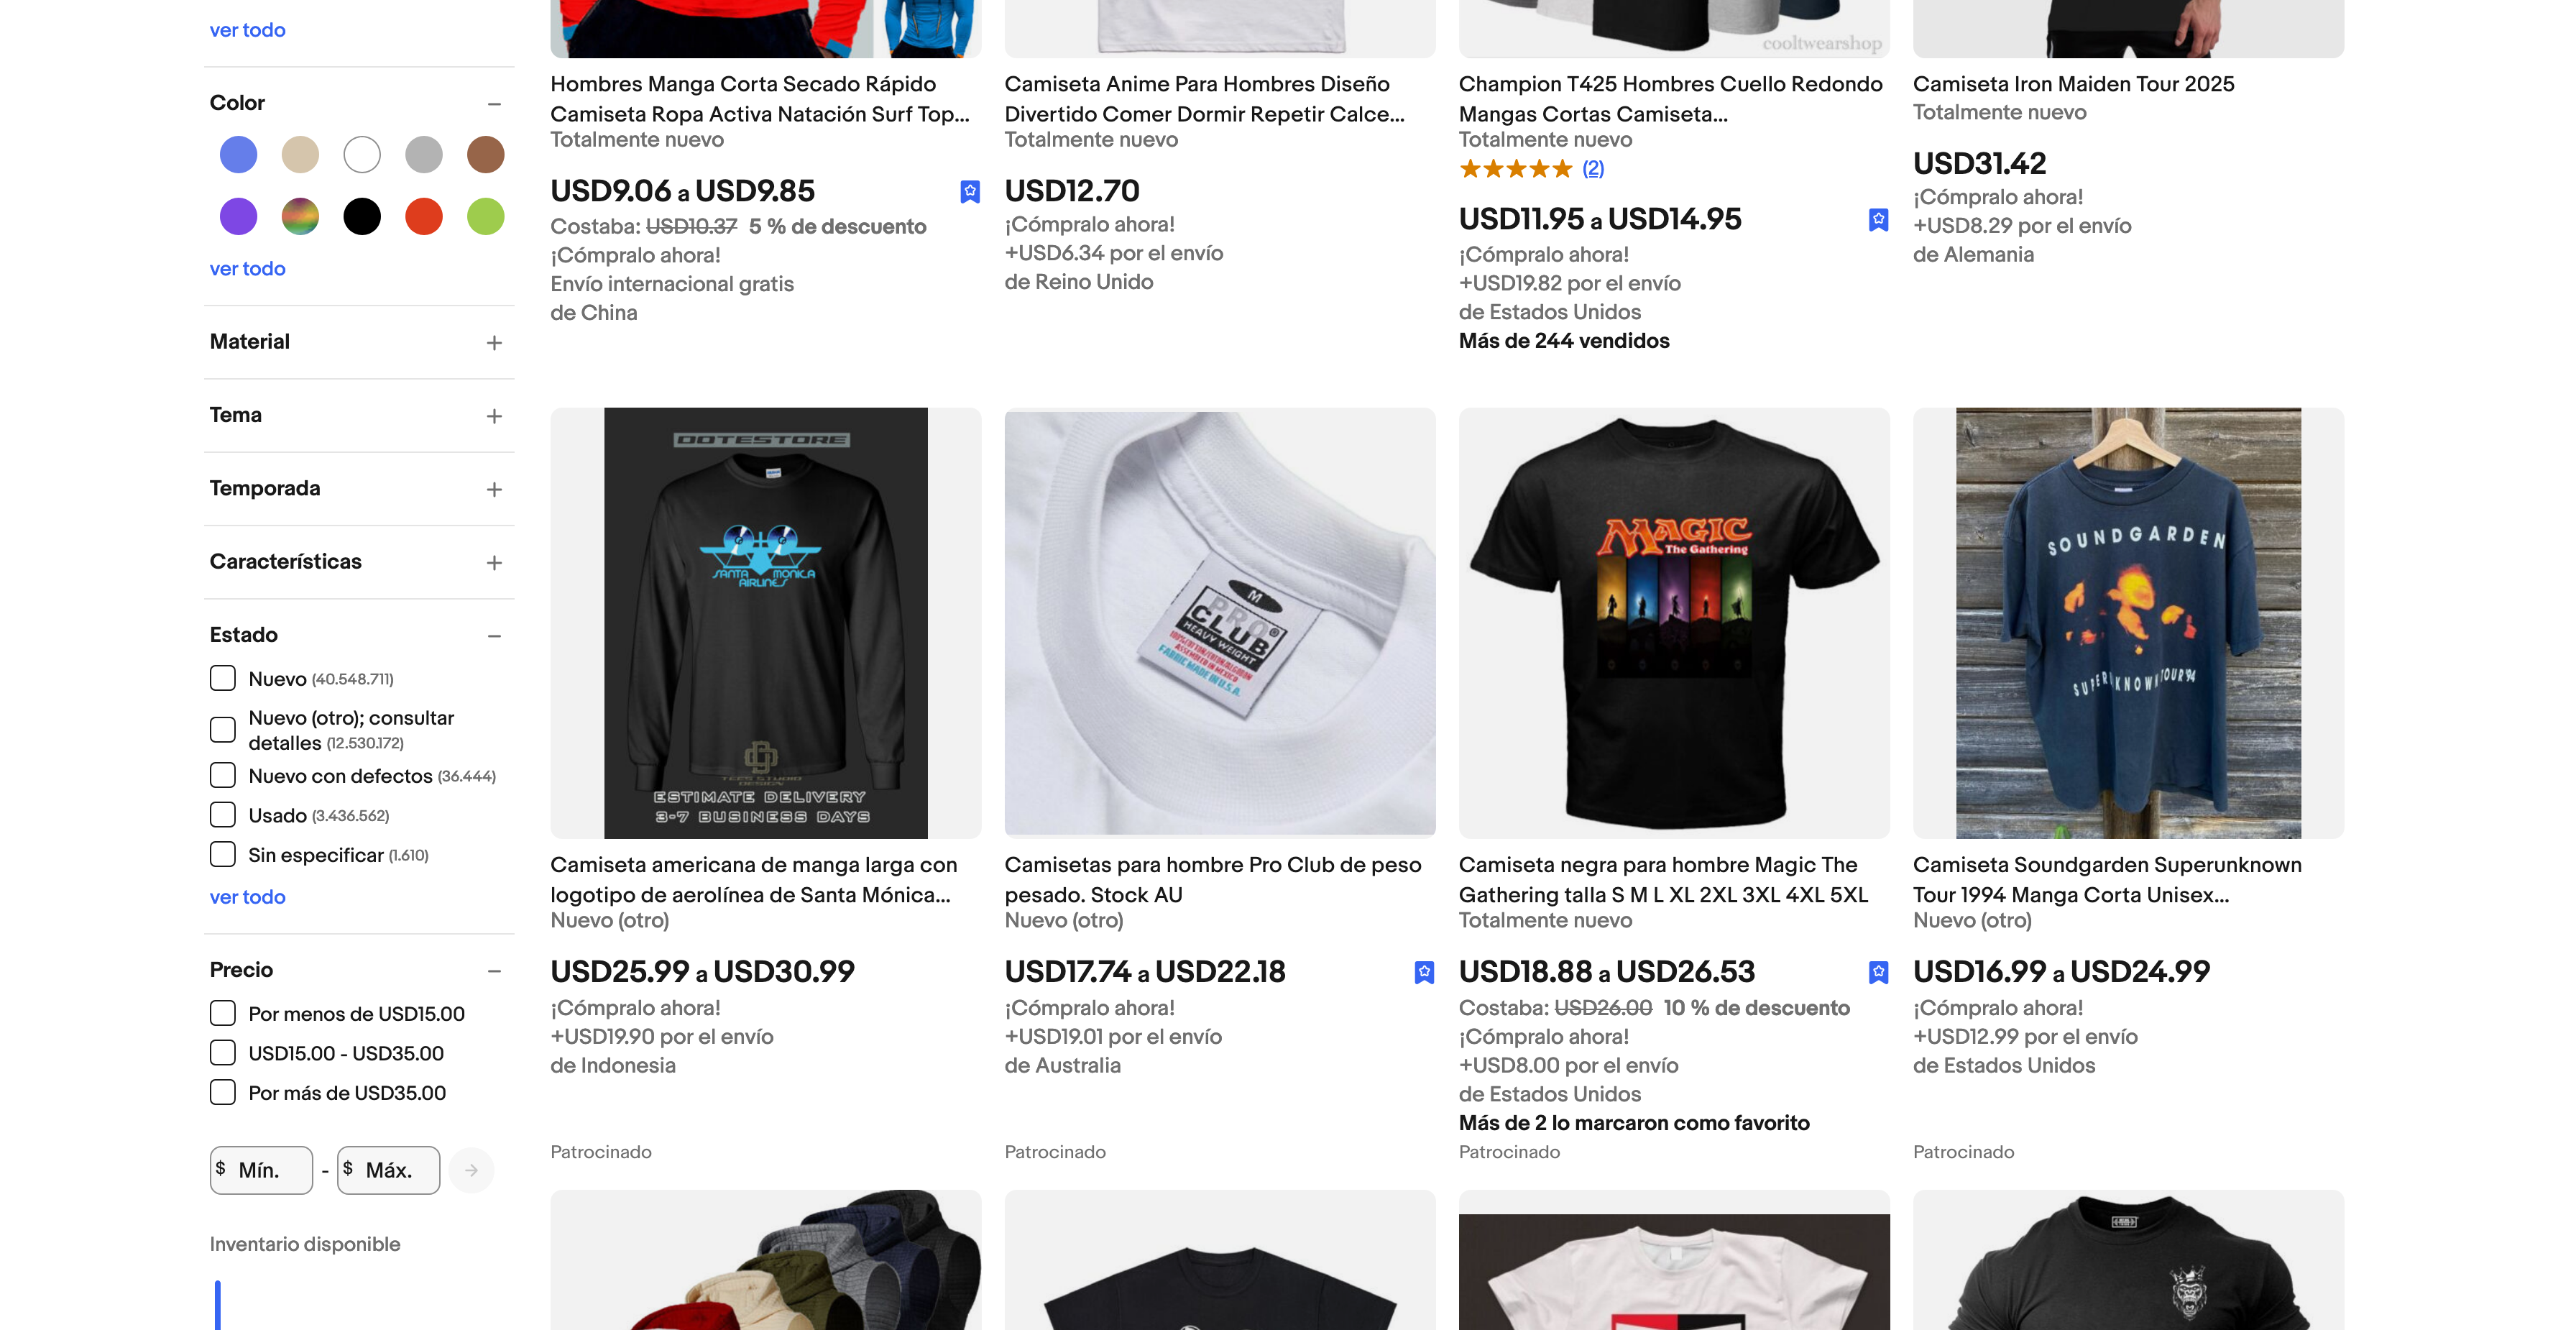 ver todo
Color
ver todo
Material
Tema
Temporada
Características
Estado
Nuevo (40.548.711)
Nuevo (otro); consultar
detalles (12.530.172)
Nuevo con defectos (36.444)
Usado (3.436.562)
Sin especificar (1.610)
ver todo
Precio
Por menos de USD15.00
USD15.00 - USD35.00
Por más de USD35.00
$ Mín. - $ Máx.
Inventario disponible
Hombres Manga Corta Secado Rápido
Camiseta Ropa Activa Natación Surf Top...
Totalmente nuevo
USD9.06 a USD9.85
Costaba: USD10.37 5 % de descuento
¡Cómpralo ahora!
Envío internacional gratis
de China
Camiseta Anime Para Hombres Diseño
Divertido Comer Dormir Repetir Calce...
Totalmente nuevo
USD12.70
¡Cómpralo ahora!
+USD6.34 por el envío
de Reino Unido
cooltwearshop
Champion T425 Hombres Cuello Redondo
Mangas Cortas Camiseta...
Totalmente nuevo
(2)
USD11.95 a USD14.95
¡Cómpralo ahora!
+USD19.82 por el envío
de Estados Unidos
Más de 244 vendidos
Camiseta Iron Maiden Tour 2025
Totalmente nuevo
USD31.42
¡Cómpralo ahora!
+USD8.29 por el envío
de Alemania
OOTESTORE
SANTA MONICA
AIRLINES
ESTIMATE DELIVERY
3-7 BUSINESS DAYS
Camiseta americana de manga larga con
logotipo de aerolínea de Santa Mónica...
Nuevo (otro)
USD25.99 a USD30.99
¡Cómpralo ahora!
+USD19.90 por el envío
de Indonesia
Patrocinado
M
PRO
CLUB
HEAVY WEIGHT
ASSEMBLED IN MEXICO
FABRIC MADE IN U.S.A.
Camisetas para hombre Pro Club de peso
pesado. Stock AU
Nuevo (otro)
USD17.74 a USD22.18
¡Cómpralo ahora!
+USD19.01 por el envío
de Australia
Patrocinado
MAGIC
The Gathering
Camiseta negra para hombre Magic The
Gathering talla S M L XL 2XL 3XL 4XL 5XL
Totalmente nuevo
USD18.88 a USD26.53
Costaba: USD26.00 10 % de descuento
¡Cómpralo ahora!
+USD8.00 por el envío
de Estados Unidos
Más de 2 lo marcaron como favorito
Patrocinado
SOUNDGARDEN
SUPERUNKNOWN TOUR '94
Camiseta Soundgarden Superunknown
Tour 1994 Manga Corta Unisex...
Nuevo (otro)
USD16.99 a USD24.99
¡Cómpralo ahora!
+USD12.99 por el envío
de Estados Unidos
Patrocinado